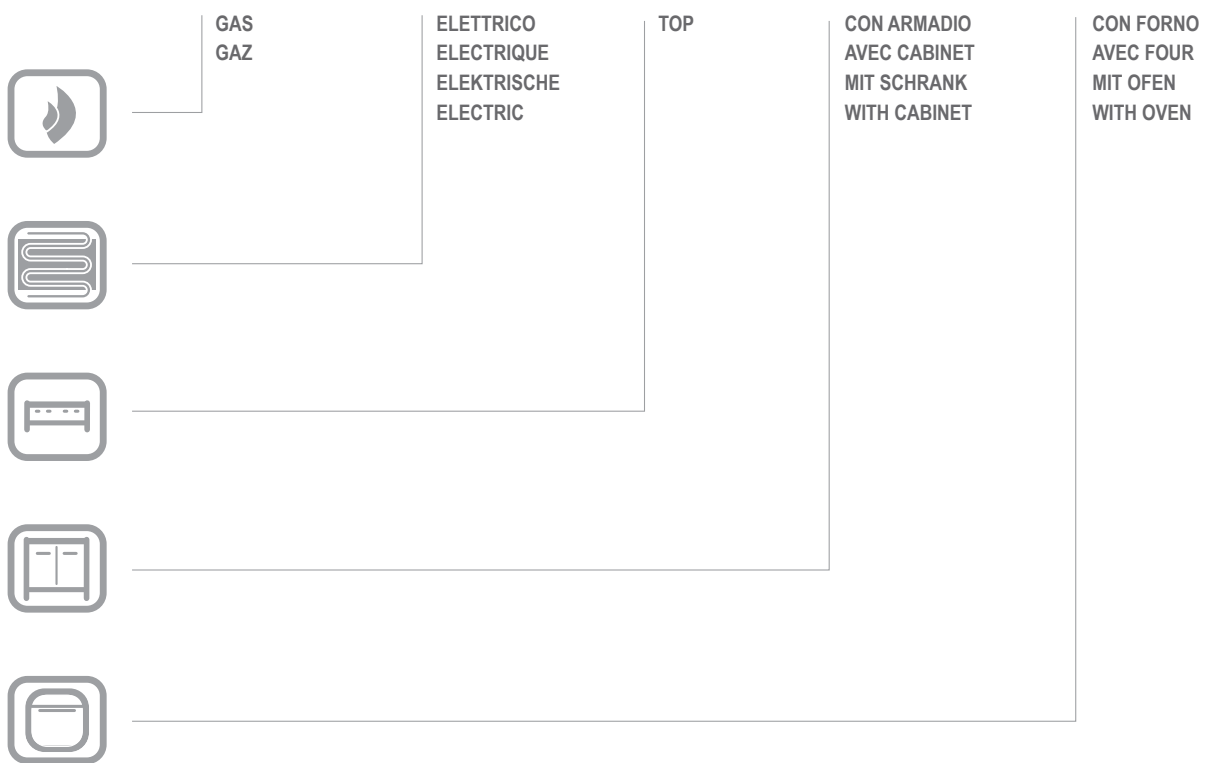 GAS
GAZ
ELETTRICO
ELECTRIQUE
ELEKTRISCHE
ELECTRIC
TOP
CON ARMADIO
AVEC CABINET
MIT SCHRANK
WITH CABINET
CON FORNO
AVEC FOUR
MIT OFEN
WITH OVEN